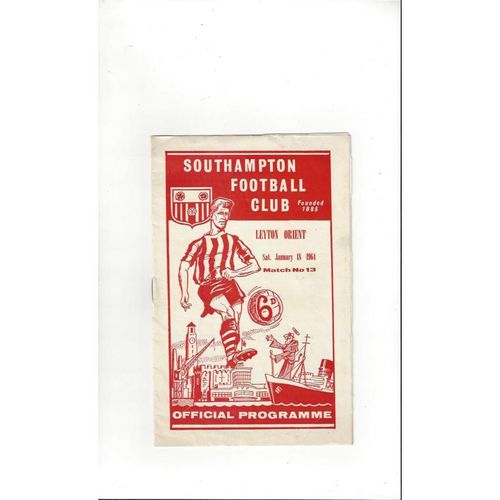 SOUTHAMPTON
FOOTBALL
CLUB
Founded
1885
LEYTON ORIENT
Sat. January 18 1964
Match No 13
6D
OFFICIAL PROGRAMME